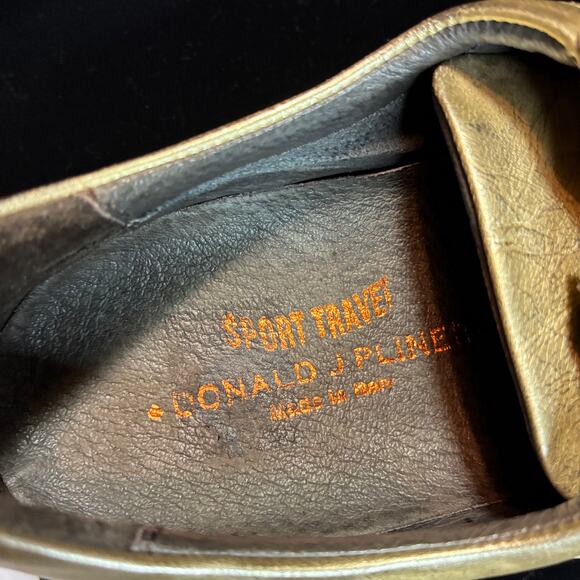 SPORT TRAVEL
DONALD J PLINER
Made in Italy